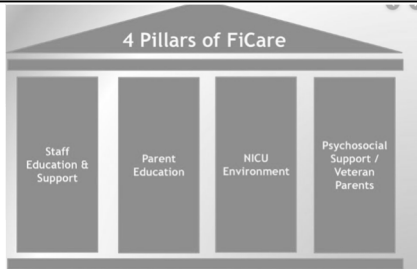 4 Pillars of FiCare
Staff
Education &
Support
Parent
Education
NICU
Environment
Psychosocial
Support /
Veteran
Parents